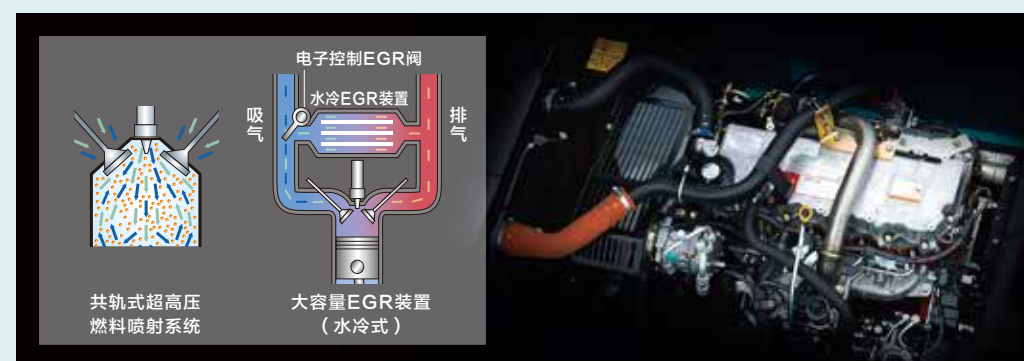 电子控制EGR阀
水冷EGR装置
吸气
排气
共轨式超高压
燃料喷射系统
大容量EGR装置
（水冷式）